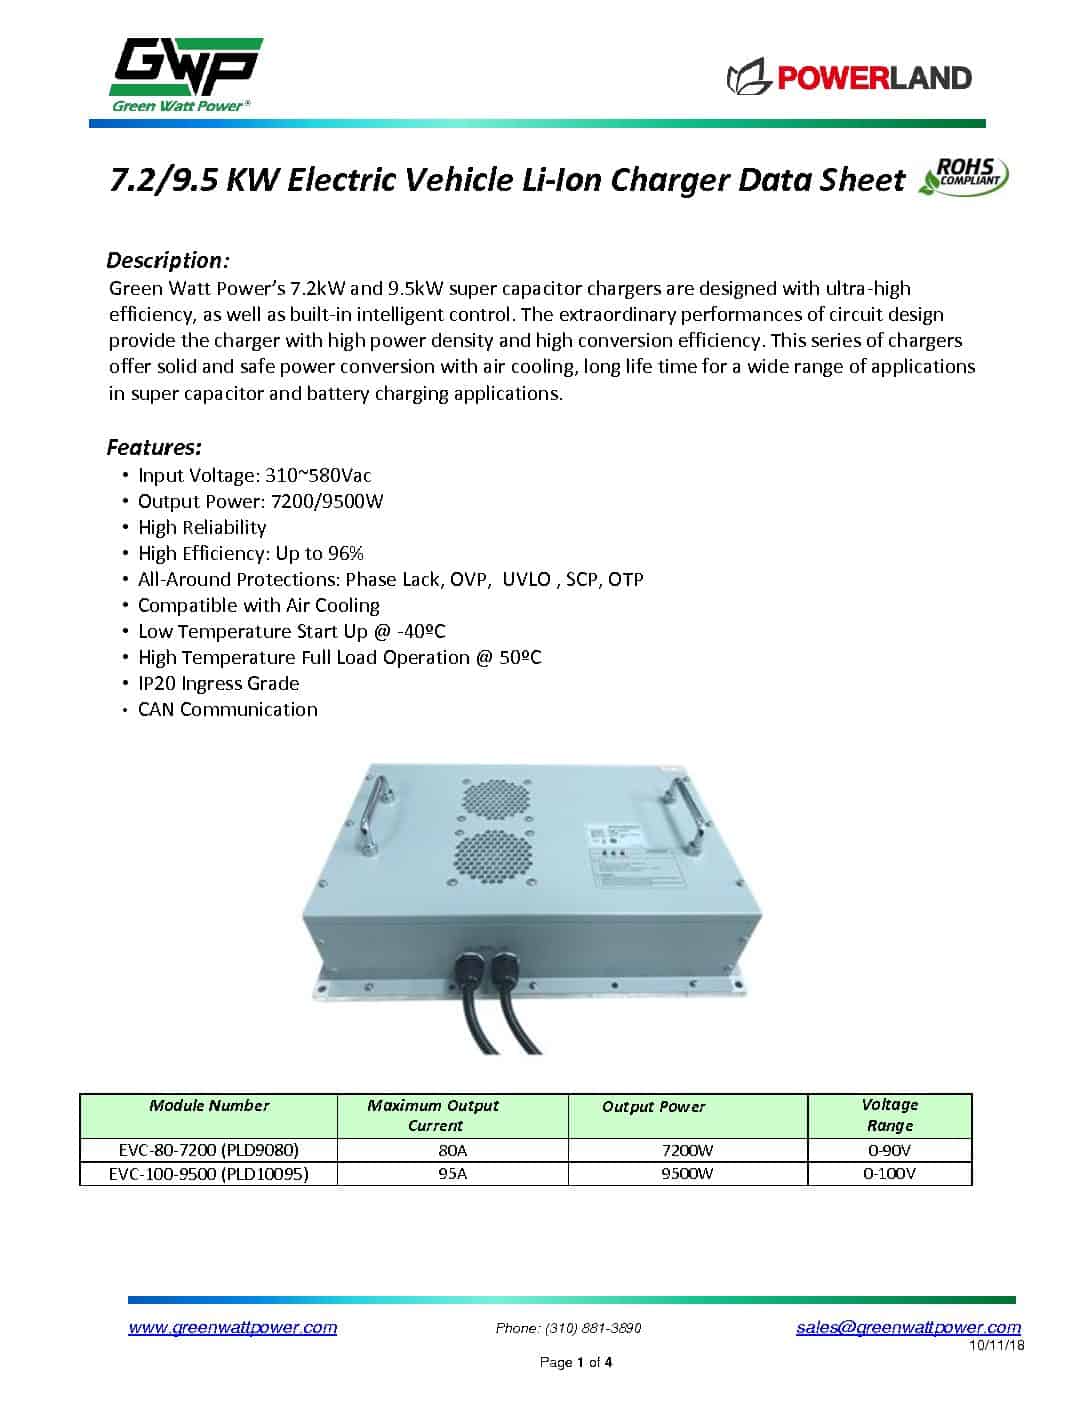 GWP
Green Watt Power®
POWERLAND
7.2/9.5 KW Electric Vehicle Li-Ion Charger Data Sheet
ROHS
COMPLIANT
Description:
Green Watt Power’s 7.2kW and 9.5kW super capacitor chargers are designed with ultra-high
efficiency, as well as built-in intelligent control. The extraordinary performances of circuit design
provide the charger with high power density and high conversion efficiency. This series of chargers
offer solid and safe power conversion with air cooling, long life time for a wide range of applications
in super capacitor and battery charging applications.
Features:
• Input Voltage: 310~580Vac
• Output Power: 7200/9500W
• High Reliability
• High Efficiency: Up to 96%
• All-Around Protections: Phase Lack, OVP, UVLO , SCP, OTP
• Compatible with Air Cooling
• Low Temperature Start Up @ -40ºC
• High Temperature Full Load Operation @ 50ºC
• IP20 Ingress Grade
• CAN Communication
Module Number Maximum Output Current Output Power Voltage Range
EVC-80-7200 (PLD9080) 80A 7200W 0-90V
EVC-100-9500 (PLD10095) 95A 9500W 0-100V
www.greenwattpower.com Phone: (310) 881-3890 sales@greenwattpower.com
10/11/18
Page 1 of 4